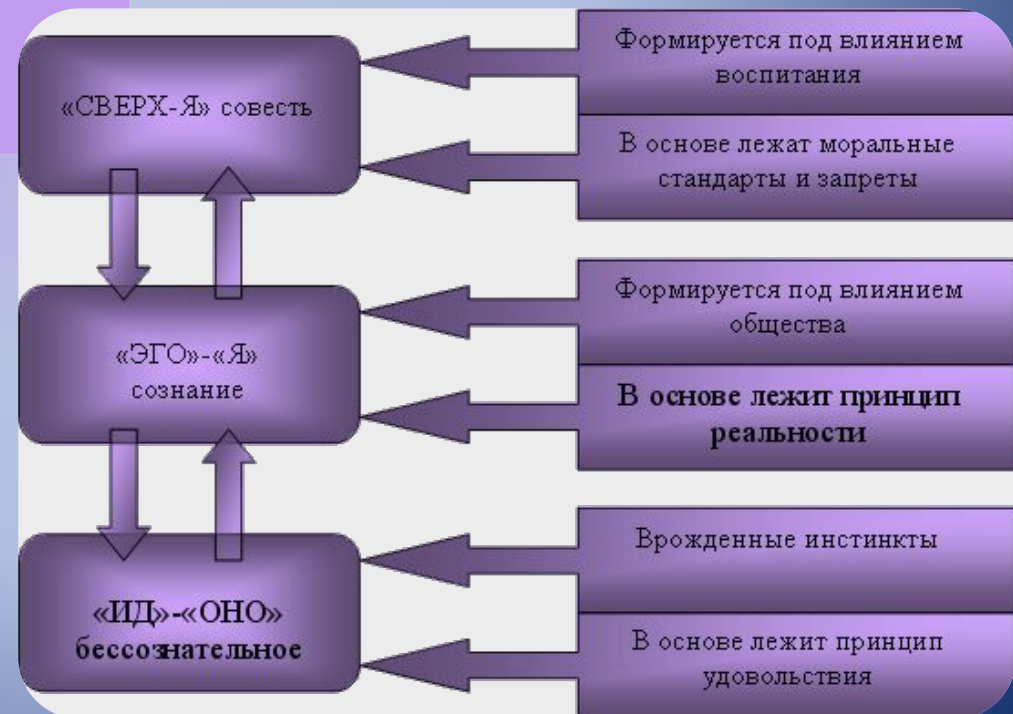 «СВЕРХ-Я» совесть
Формируется под влиянием
воспитания
В основе лежат моральные
стандарты и запреты
«ЭГО»-«Я»
сознание
Формируется под влиянием
общества
В основе лежит принцип
реальности
«ИД»-«ОНО»
бессознательное
Врожденные инстинкты
В основе лежит принцип
удовольствия